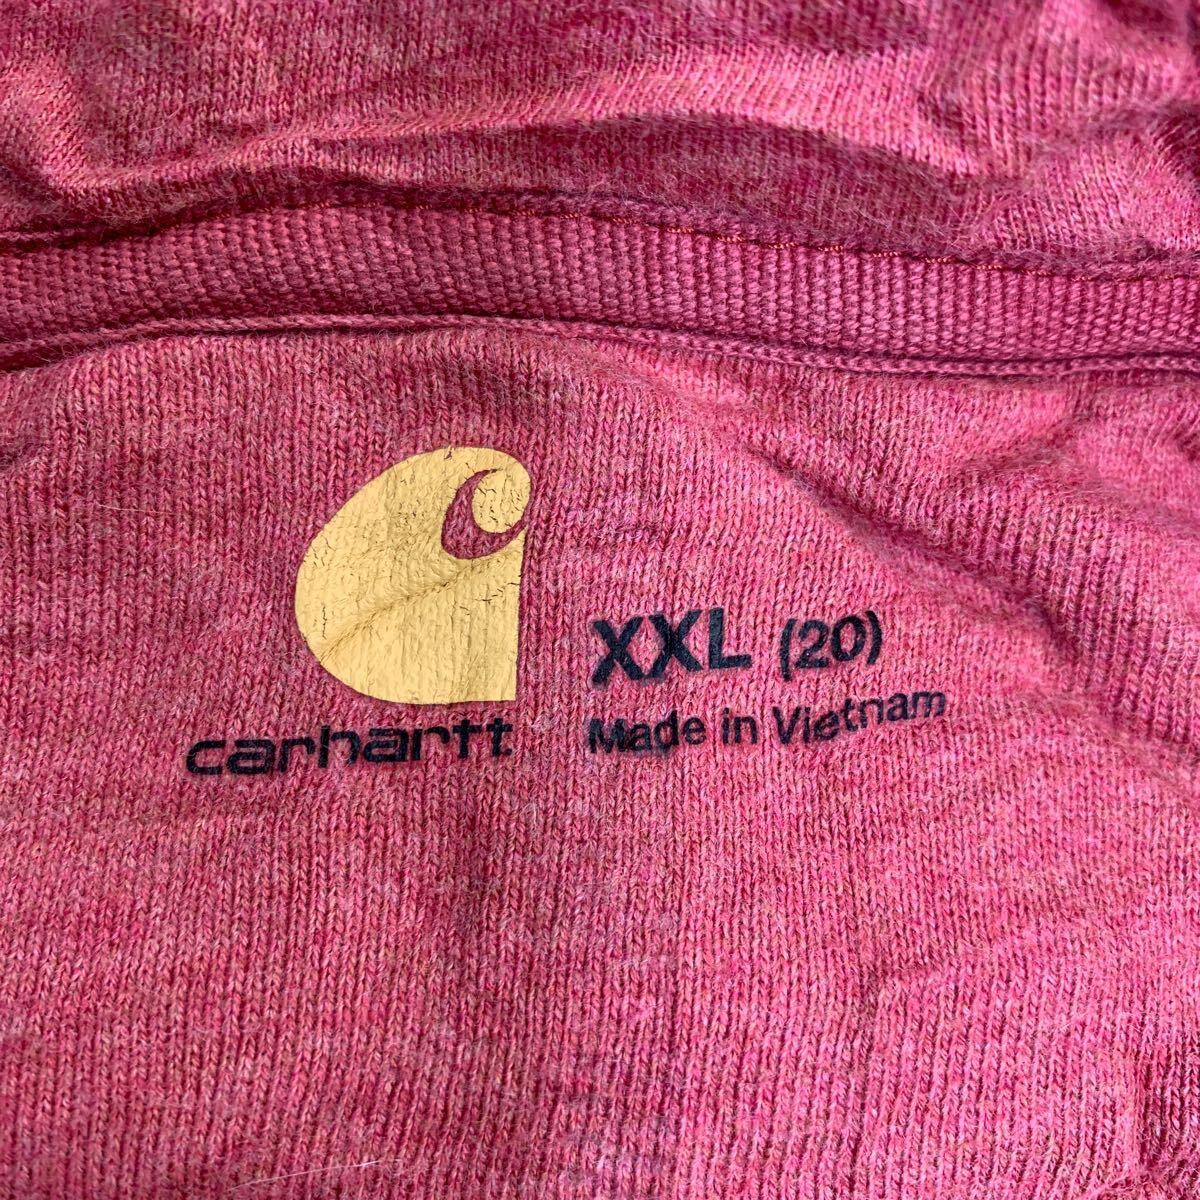 carhartt
XXL (20)
Made in Vietnam